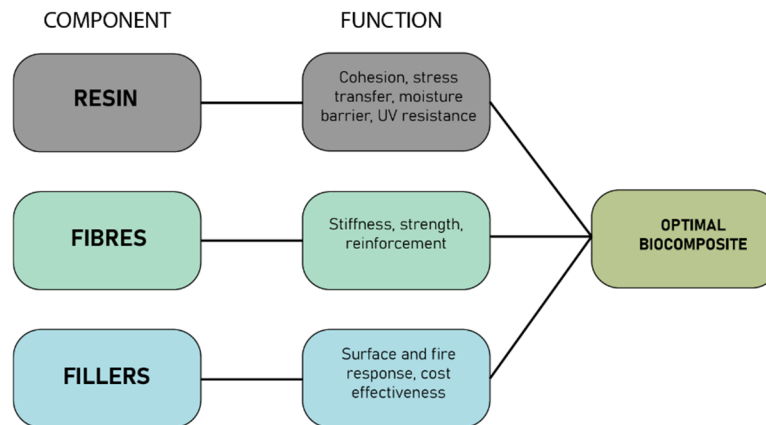 COMPONENT
FUNCTION
RESIN
Cohesion, stress
transfer, moisture
barrier, UV resistance
FIBRES
Stiffness, strength,
reinforcement
OPTIMAL
BIOCOMPOSITE
FILLERS
Surface and fire
response, cost
effectiveness